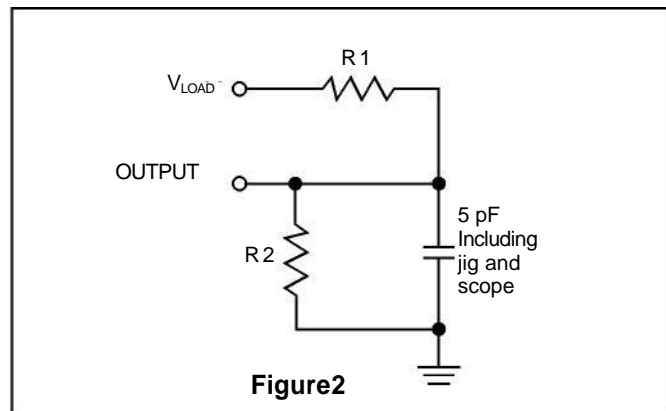 R1
VLOAD
OUTPUT
R2
5 pF
Including
jig and
scope
Figure2